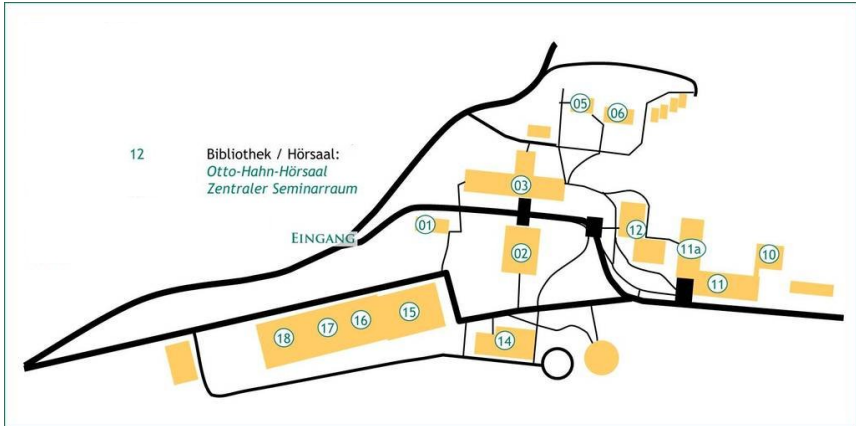 05
06
12 Bibliothek / Hörsaal:
Otto-Hahn-Hörsaal
Zentraler Seminarraum
03
01
EINGANG
12
02
11a
10
11
15
16
17
18
14